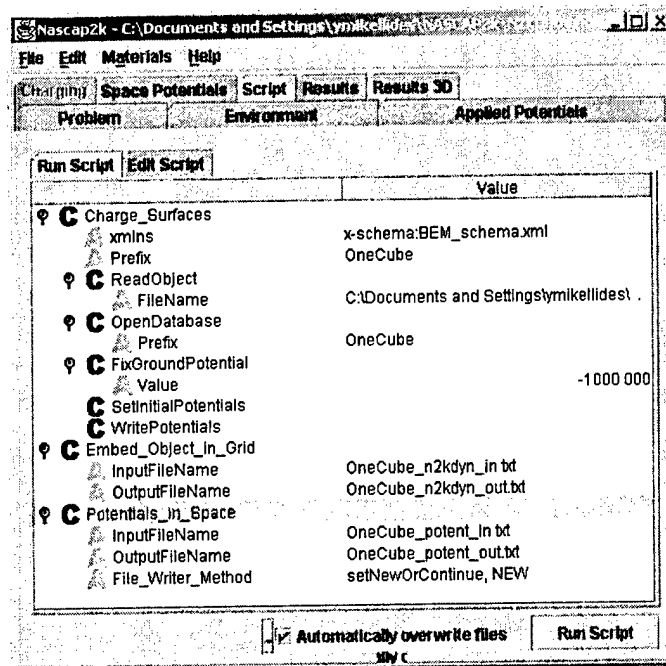 Nascap2k - C:\Documents and Settings\ymikellides\NASCAP2K
File Edit Materials Help
Charging Space Potentials Script Results Results 3D
Problem Environment Applied Potentials
Run Script Edit Script
Value
C Charge_Surfaces
A xmlns x-schema:BEM_schema.xml
A Prefix OneCube
C ReadObject
A FileName C:\Documents and Settings\ymikellides\ .
C OpenDatabase
A Prefix OneCube
C FixGroundPotential
A Value -1000 000
C SetInitialPotentials
C WritePotentials
C Embed_Object_in_Grid
A InputFileName OneCube_n2kdyn_in txt
A OutputFileName OneCube_n2kdyn_out.txt
C Potentials_in_Space
A InputFileName OneCube_potent_in txt
A OutputFileName OneCube_potent_out.txt
A File_Writer_Method setNewOrContinue, NEW
Automatically overwrite files Run Script